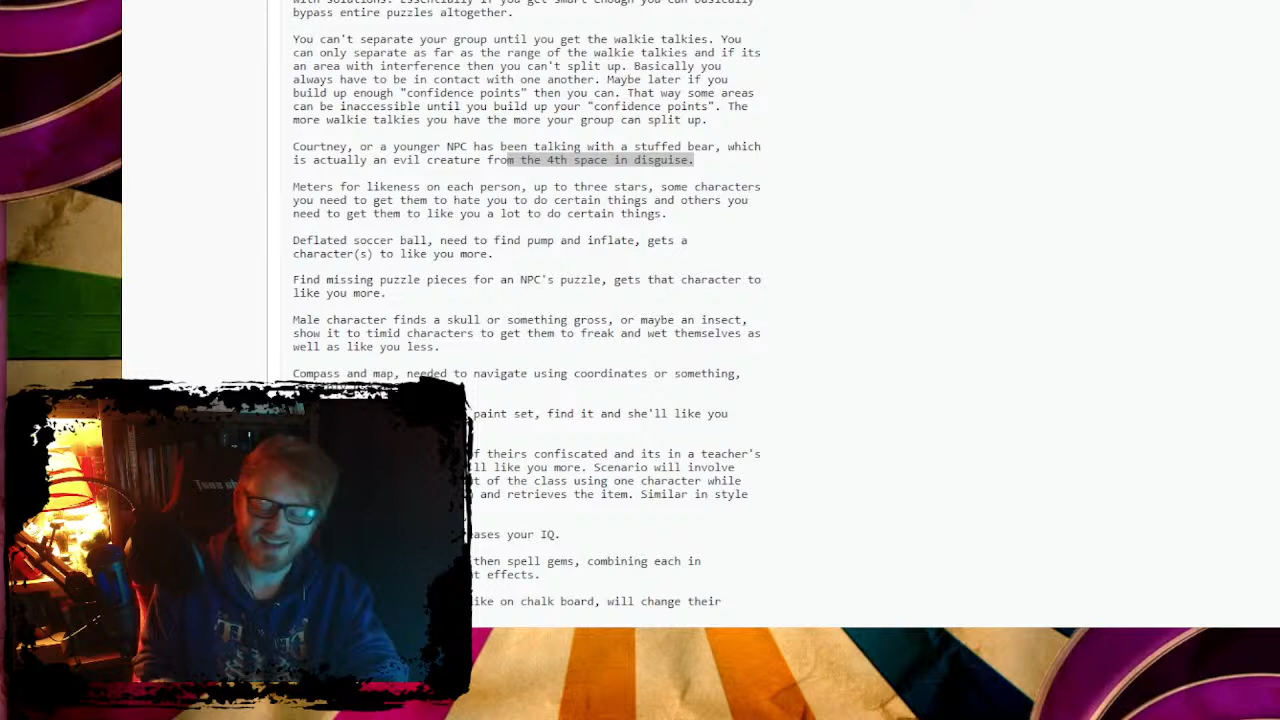 with solutions. Essentially if you get smart enough you can basically
bypass entire puzzles altogether.
You can't separate your group until you get the walkie talkies. You
can only separate as far as the range of the walkie talkies and if its
an area with interference then you can't split up. Basically you
always have to be in contact with one another. Maybe later if you
build up enough "confidence points" then you can. That way some areas
can be inaccessible until you build up your "confidence points". The
more walkie talkies you have the more your group can split up.
Courtney, or a younger NPC has been talking with a stuffed bear, which
is actually an evil creature from the 4th space in disguise.
Meters for likeness on each person, up to three stars, some characters
you need to get them to hate you to do certain things and others you
need to get them to like you a lot to do certain things.
Deflated soccer ball, need to find pump and inflate, gets a
character(s) to like you more.
Find missing puzzle pieces for an NPC's puzzle, gets that character to
like you more.
Male character finds a skull or something gross, or maybe an insect,
show it to timid characters to get them to freak and wet themselves as
well as like you less.
Compass and map, needed to navigate using coordinates or something,
paint set, find it and she'll like you
f theirs confiscated and its in a teacher's
ll like you more. Scenario will involve
t of the class using one character while
) and retrieves the item. Similar in style
ases your IQ.
then spell gems, combining each in
t effects.
like on chalk board, will change their